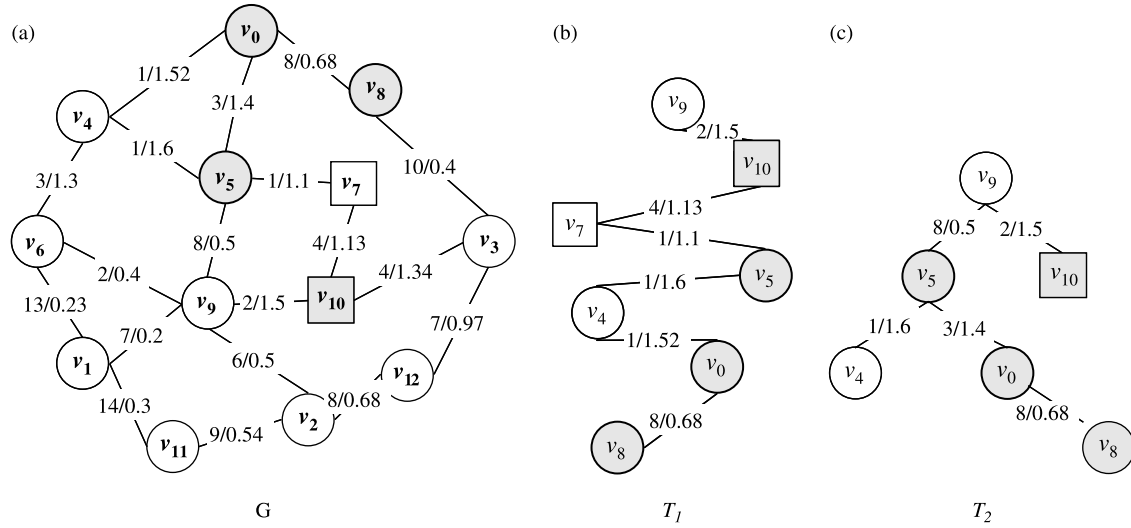 (a)
v0
8/0.68
v8
1/1.52
3/1.4
v4
1/1.6
v5
1/1.1
v7
10/0.4
3/1.3
v6
8/0.5
4/1.13
v3
2/0.4
v9
2/1.5
v10
4/1.34
13/0.23
7/0.2
7/0.97
v1
6/0.5
v12
14/0.3
8/0.68
v11
9/0.54
v2
G
(b)
v9
2/1.5
v10
4/1.13
v7
1/1.1
v5
1/1.6
v4
1/1.52
v0
8/0.68
v8
T1
(c)
v9
8/0.5
2/1.5
v5
v10
1/1.6
3/1.4
v4
v0
8/0.68
v8
T2